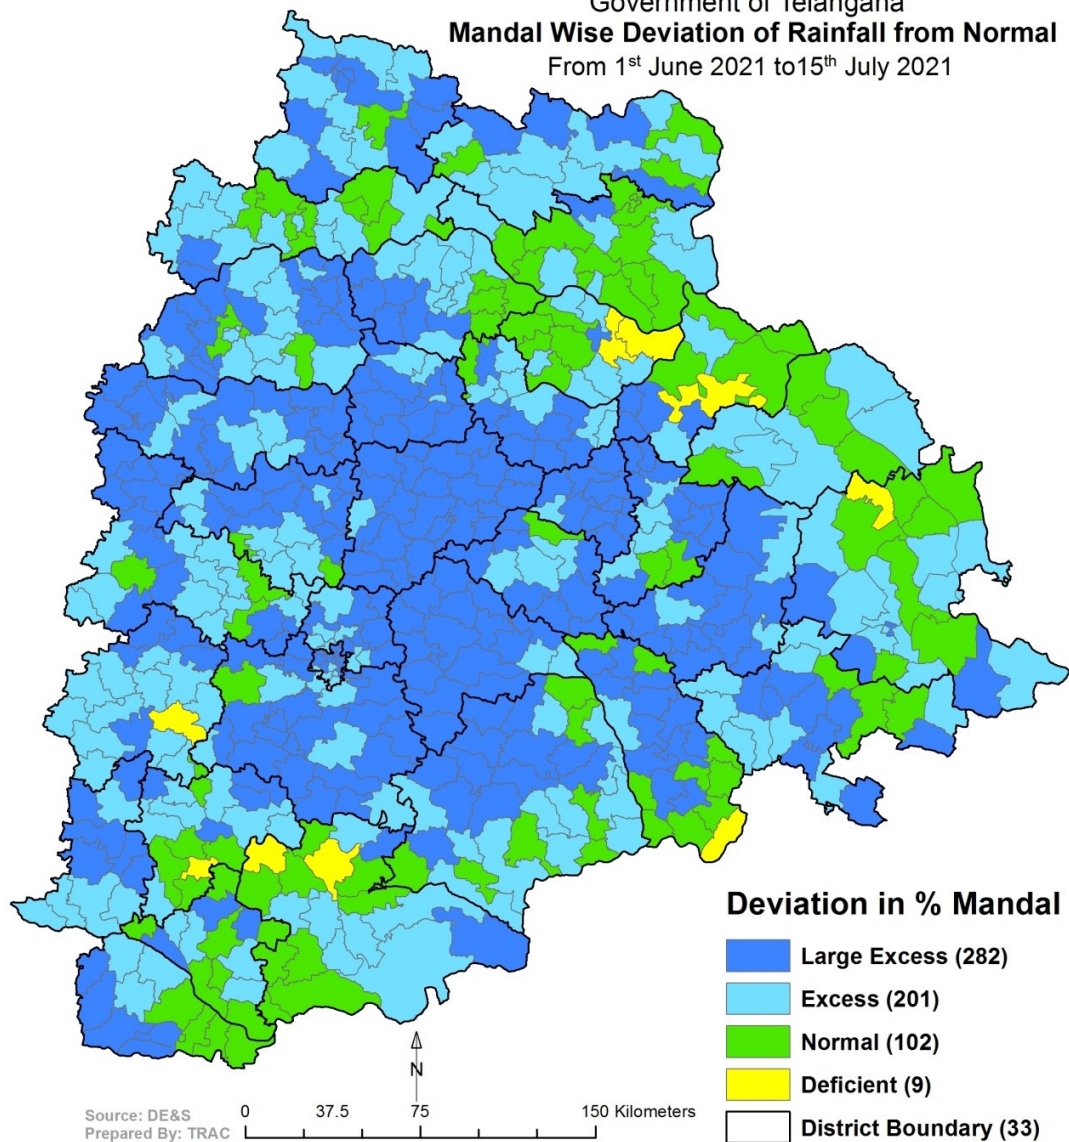 Government of Telangana
Mandal Wise Deviation of Rainfall from Normal
From 1st June 2021 to15th July 2021
Deviation in % Mandal
Large Excess (282)
Excess (201)
Normal (102)
Deficient (9)
District Boundary (33)
N
0 37.5 75 150 Kilometers
Source: DE&S
Prepared By: TRAC